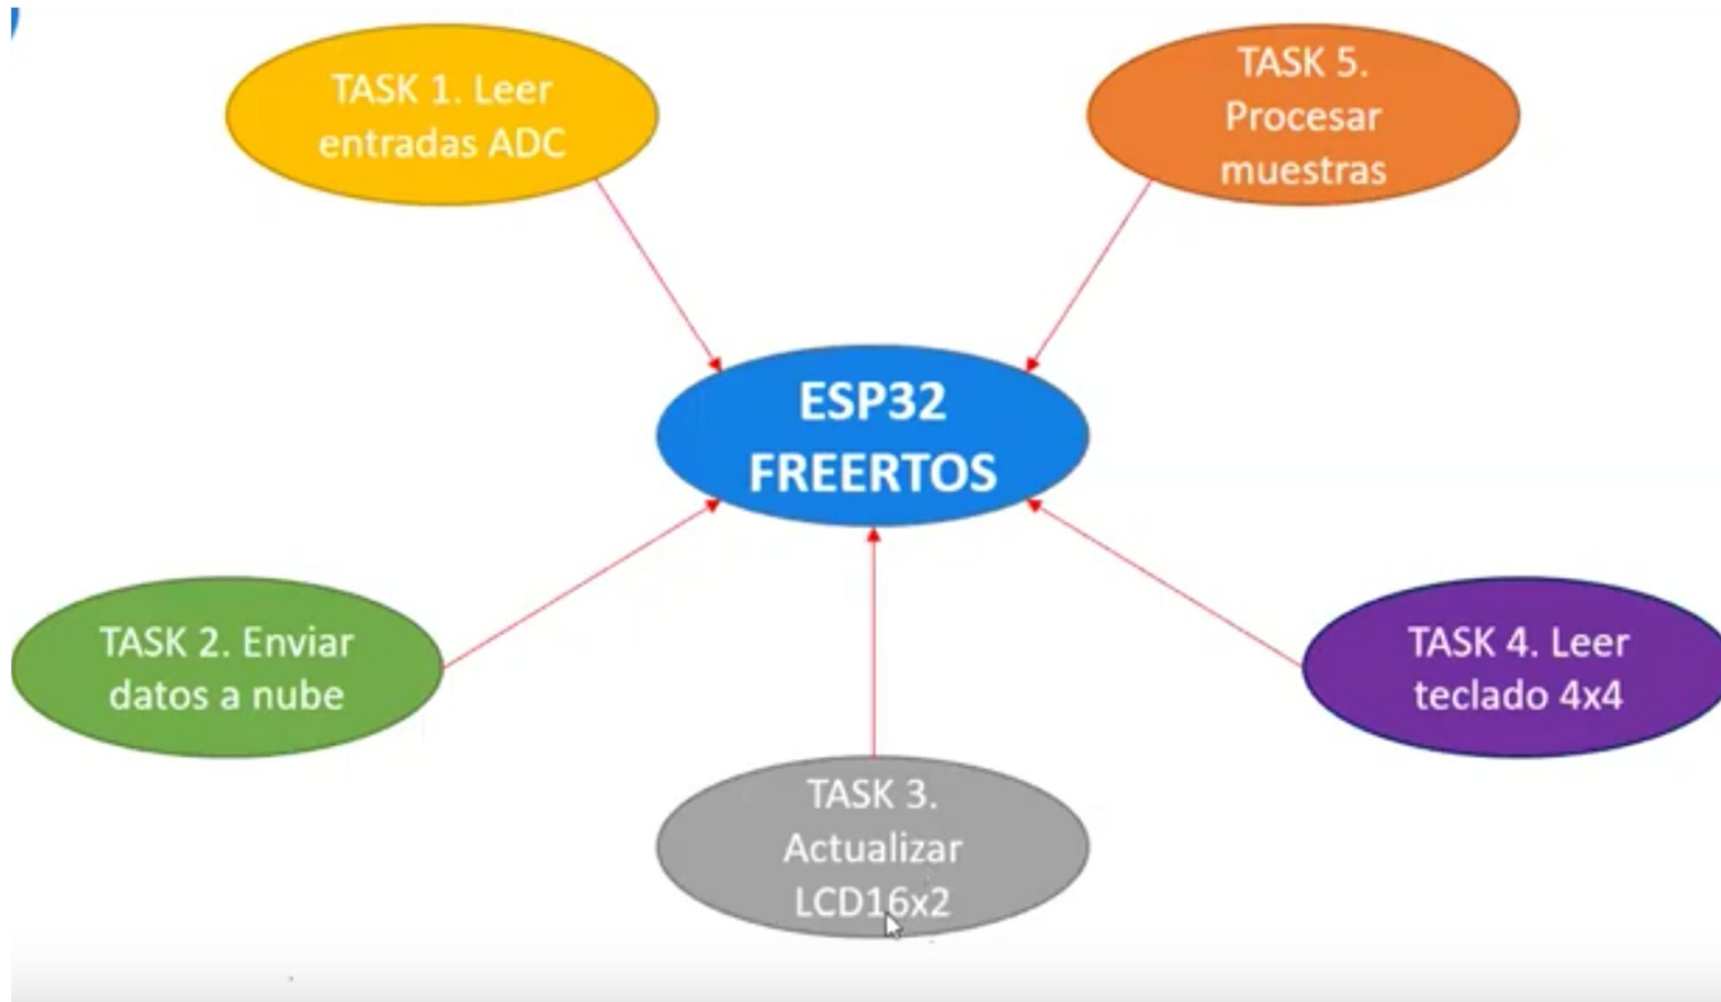 TASK 1. Leer
entradas ADC
TASK 5.
Procesar
muestras
ESP32
FREERTOS
TASK 2. Enviar
datos a nube
TASK 4. Leer
teclado 4x4
TASK 3.
Actualizar
LCD16x2